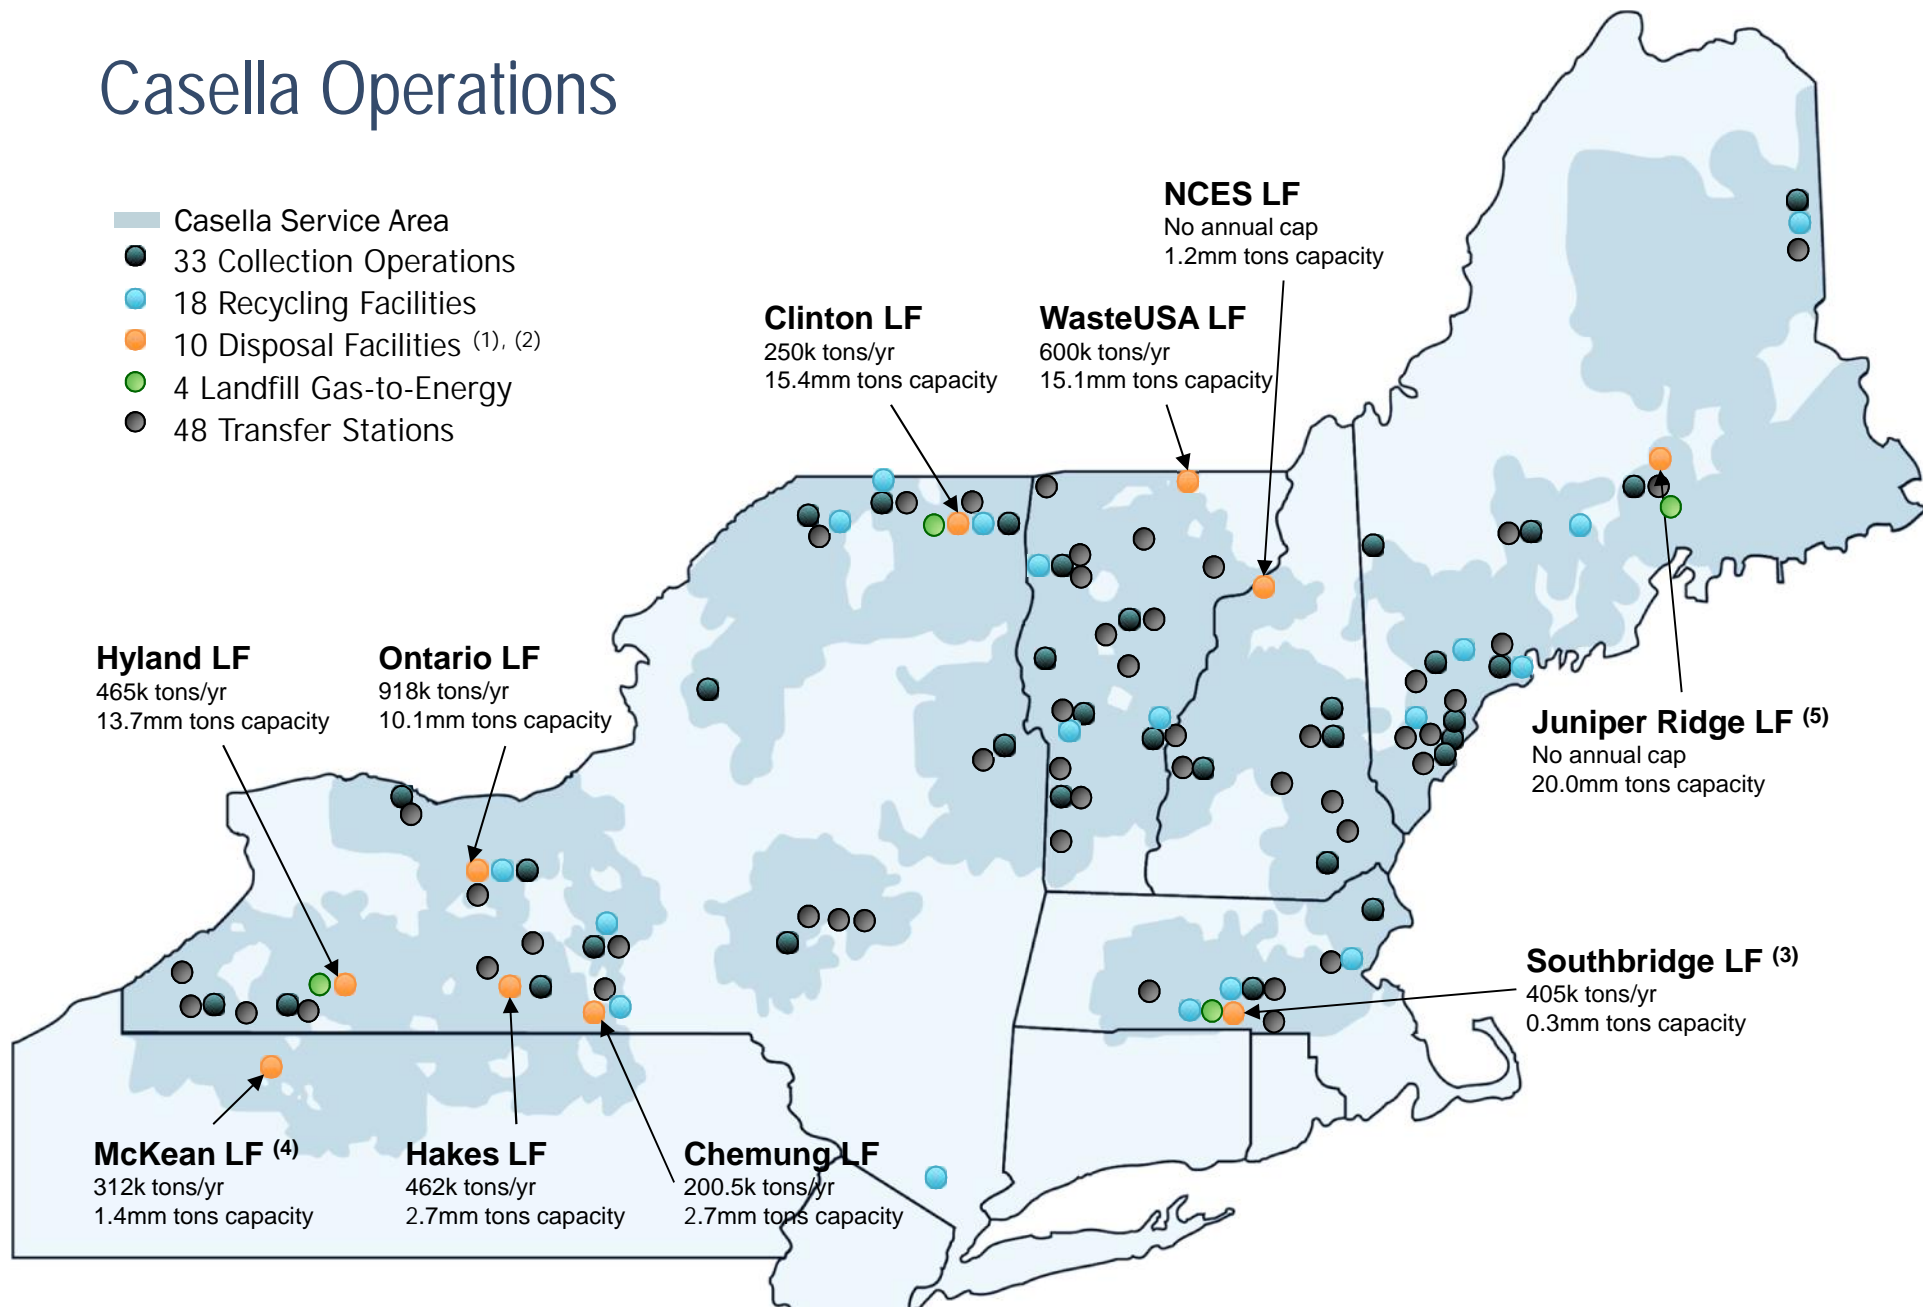 Casella Operations
Casella Service Area
33 Collection Operations
18 Recycling Facilities
10 Disposal Facilities (1), (2)
4 Landfill Gas-to-Energy
48 Transfer Stations
NCES LF
No annual cap
1.2mm tons capacity
Clinton LF
250k tons/yr
15.4mm tons capacity
WasteUSA LF
600k tons/yr
15.1mm tons capacity
Hyland LF
465k tons/yr
13.7mm tons capacity
Ontario LF
918k tons/yr
10.1mm tons capacity
Juniper Ridge LF (5)
No annual cap
20.0mm tons capacity
Southbridge LF (3)
405k tons/yr
0.3mm tons capacity
McKean LF (4)
312k tons/yr
1.4mm tons capacity
Hakes LF
462k tons/yr
2.7mm tons capacity
Chemung LF
200.5k tons/yr
2.7mm tons capacity